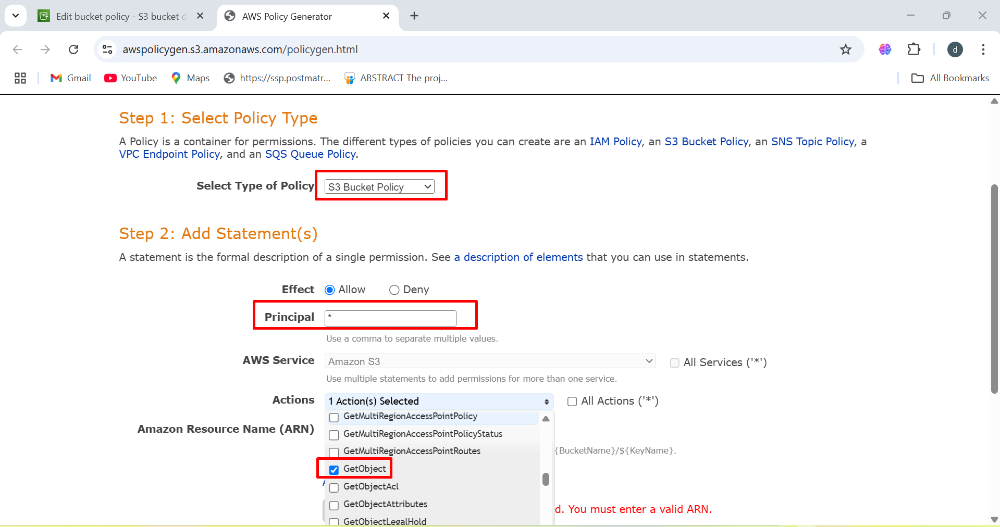 Edit bucket policy - S3 bucket d
AWS Policy Generator
awspolicygen.s3.amazonaws.com/policygen.html
d
Gmail
YouTube
Maps
https://ssp.postmatr...
ABSTRACT The proj...
All Bookmarks
Step 1: Select Policy Type
A Policy is a container for permissions. The different types of policies you can create are an IAM Policy, an S3 Bucket Policy, an SNS Topic Policy, a
VPC Endpoint Policy, and an SQS Queue Policy.
Select Type of Policy S3 Bucket Policy
Step 2: Add Statement(s)
A statement is the formal description of a single permission. See a description of elements that you can use in statements.
Effect Allow Deny
Principal *
Use a comma to separate multiple values.
AWS Service Amazon S3 All Services ('*')
Use multiple statements to add permissions for more than one service.
Actions 1 Action(s) Selected All Actions ('*')
GetMultiRegionAccessPointPolicy
Amazon Resource Name (ARN)
GetMultiRegionAccessPointPolicyStatus
GetMultiRegionAccessPointRoutes
{BucketName}/${KeyName}.
GetObject
GetObjectAcl
GetObjectAttributes
d. You must enter a valid ARN.
GetObjectLegalHold